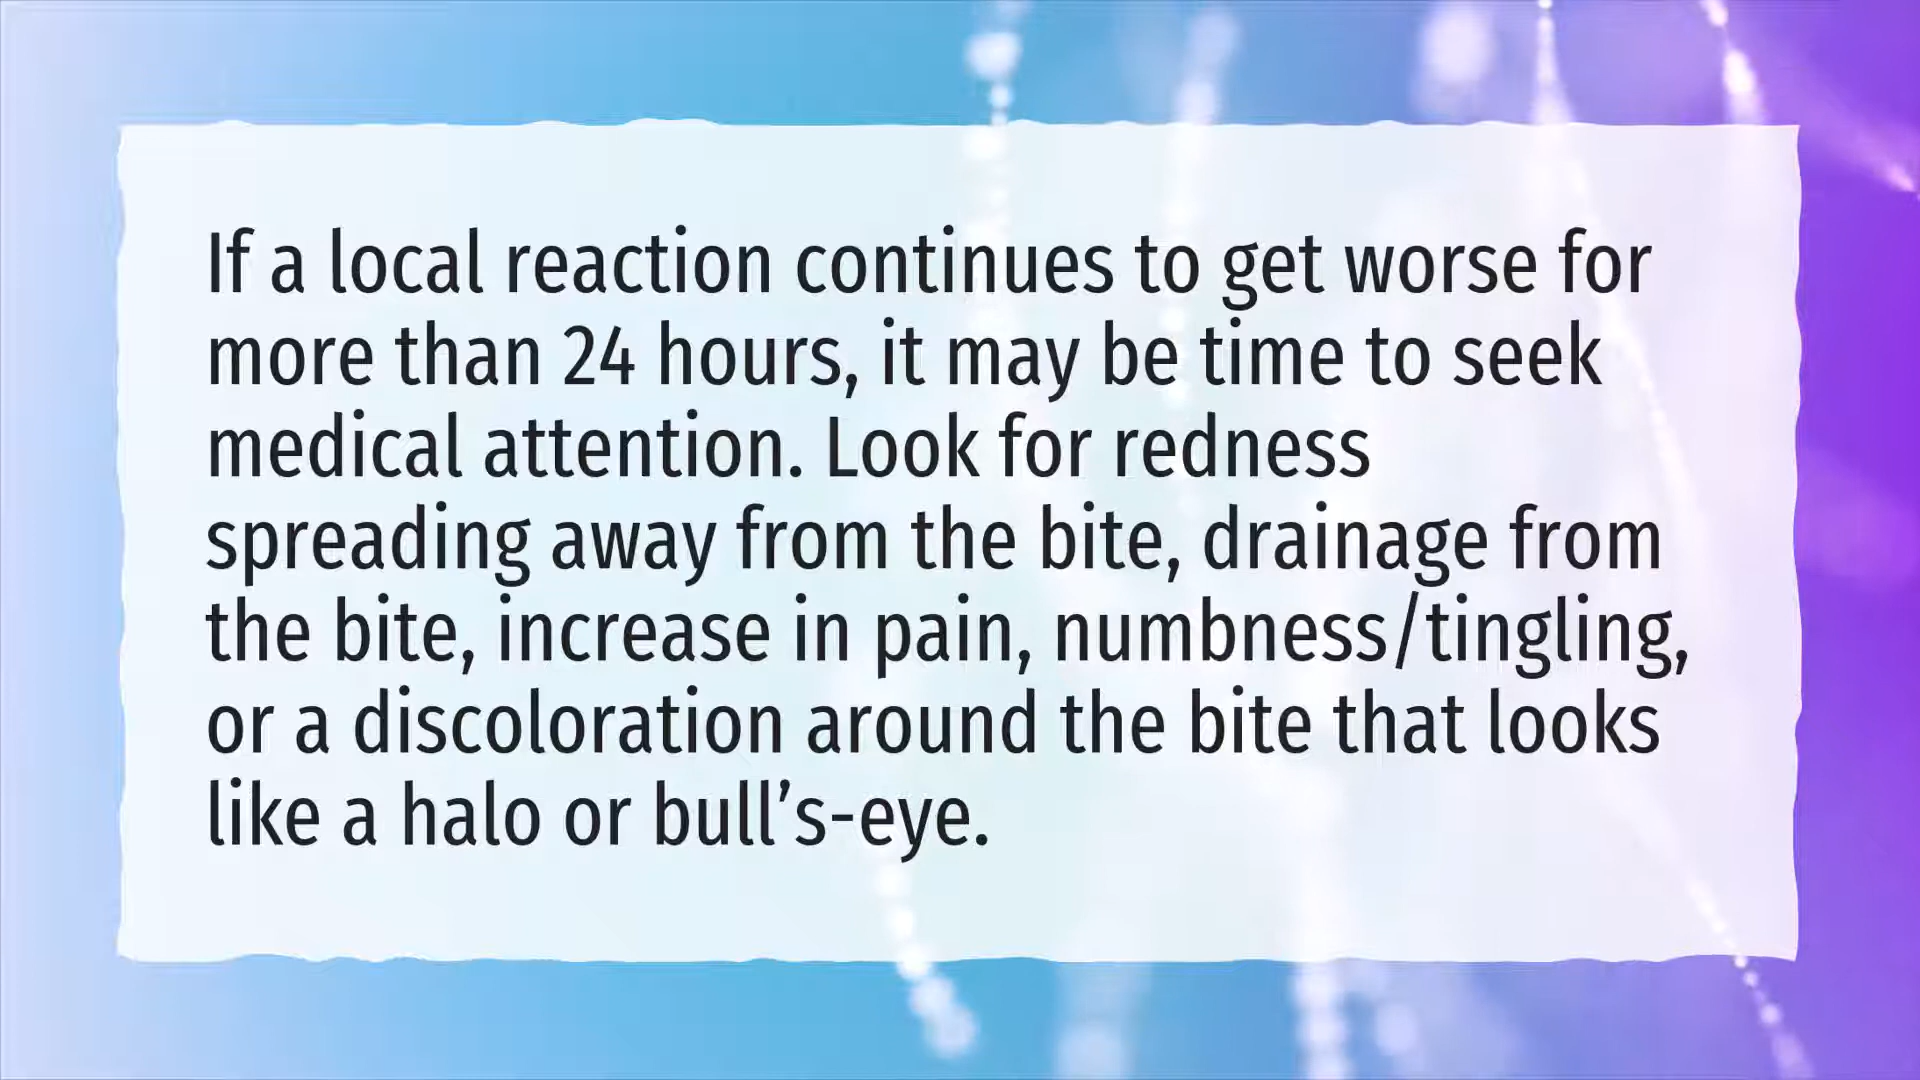 If a local reaction continues to get worse for
more than 24 hours, it may be time to seek
medical attention. Look for redness
spreading away from the bite, drainage from
the bite, increase in pain, numbness/tingling,
or a discoloration around the bite that looks
like a halo or bull’s-eye.